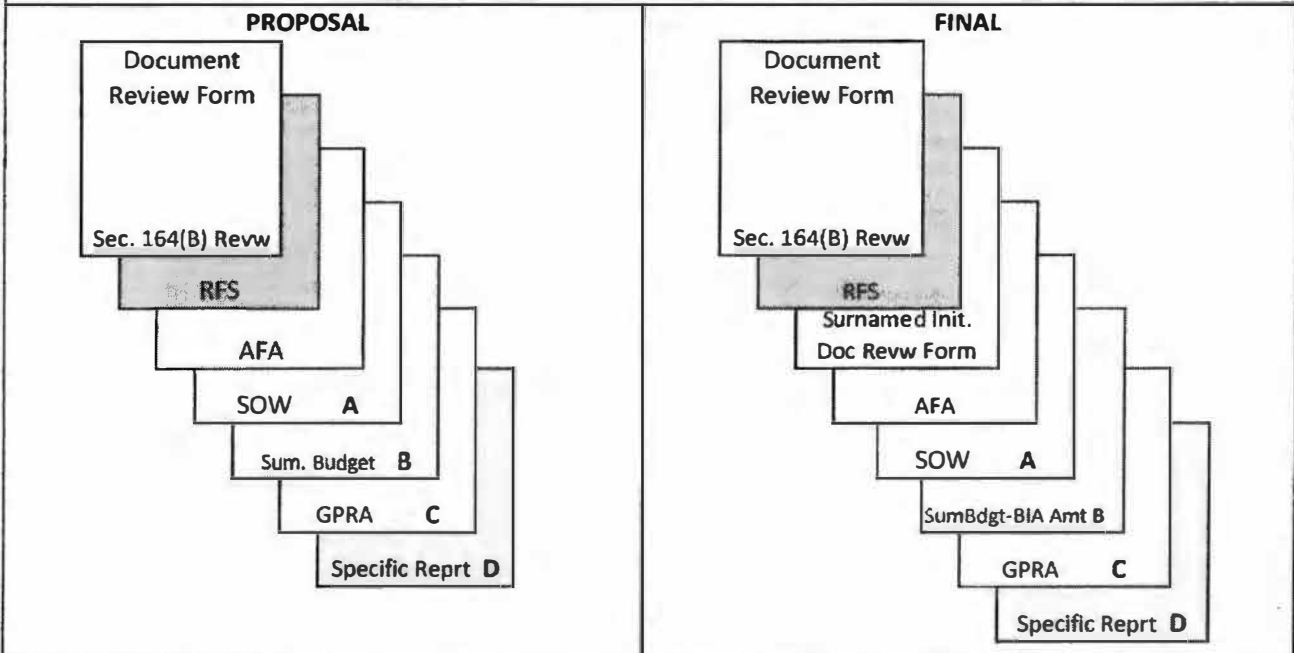 PROPOSAL
Document
Review Form
Sec. 164(B) Revw
RFS
AFA
SOW A
Sum. Budget B
GPRA C
Specific Reprt D
FINAL
Document
Review Form
Sec. 164(B) Revw
RFS
Surnamed Init.
Doc Revw Form
AFA
SOW A
SumBdgt-BIA Amt B
GPRA C
Specific Reprt D